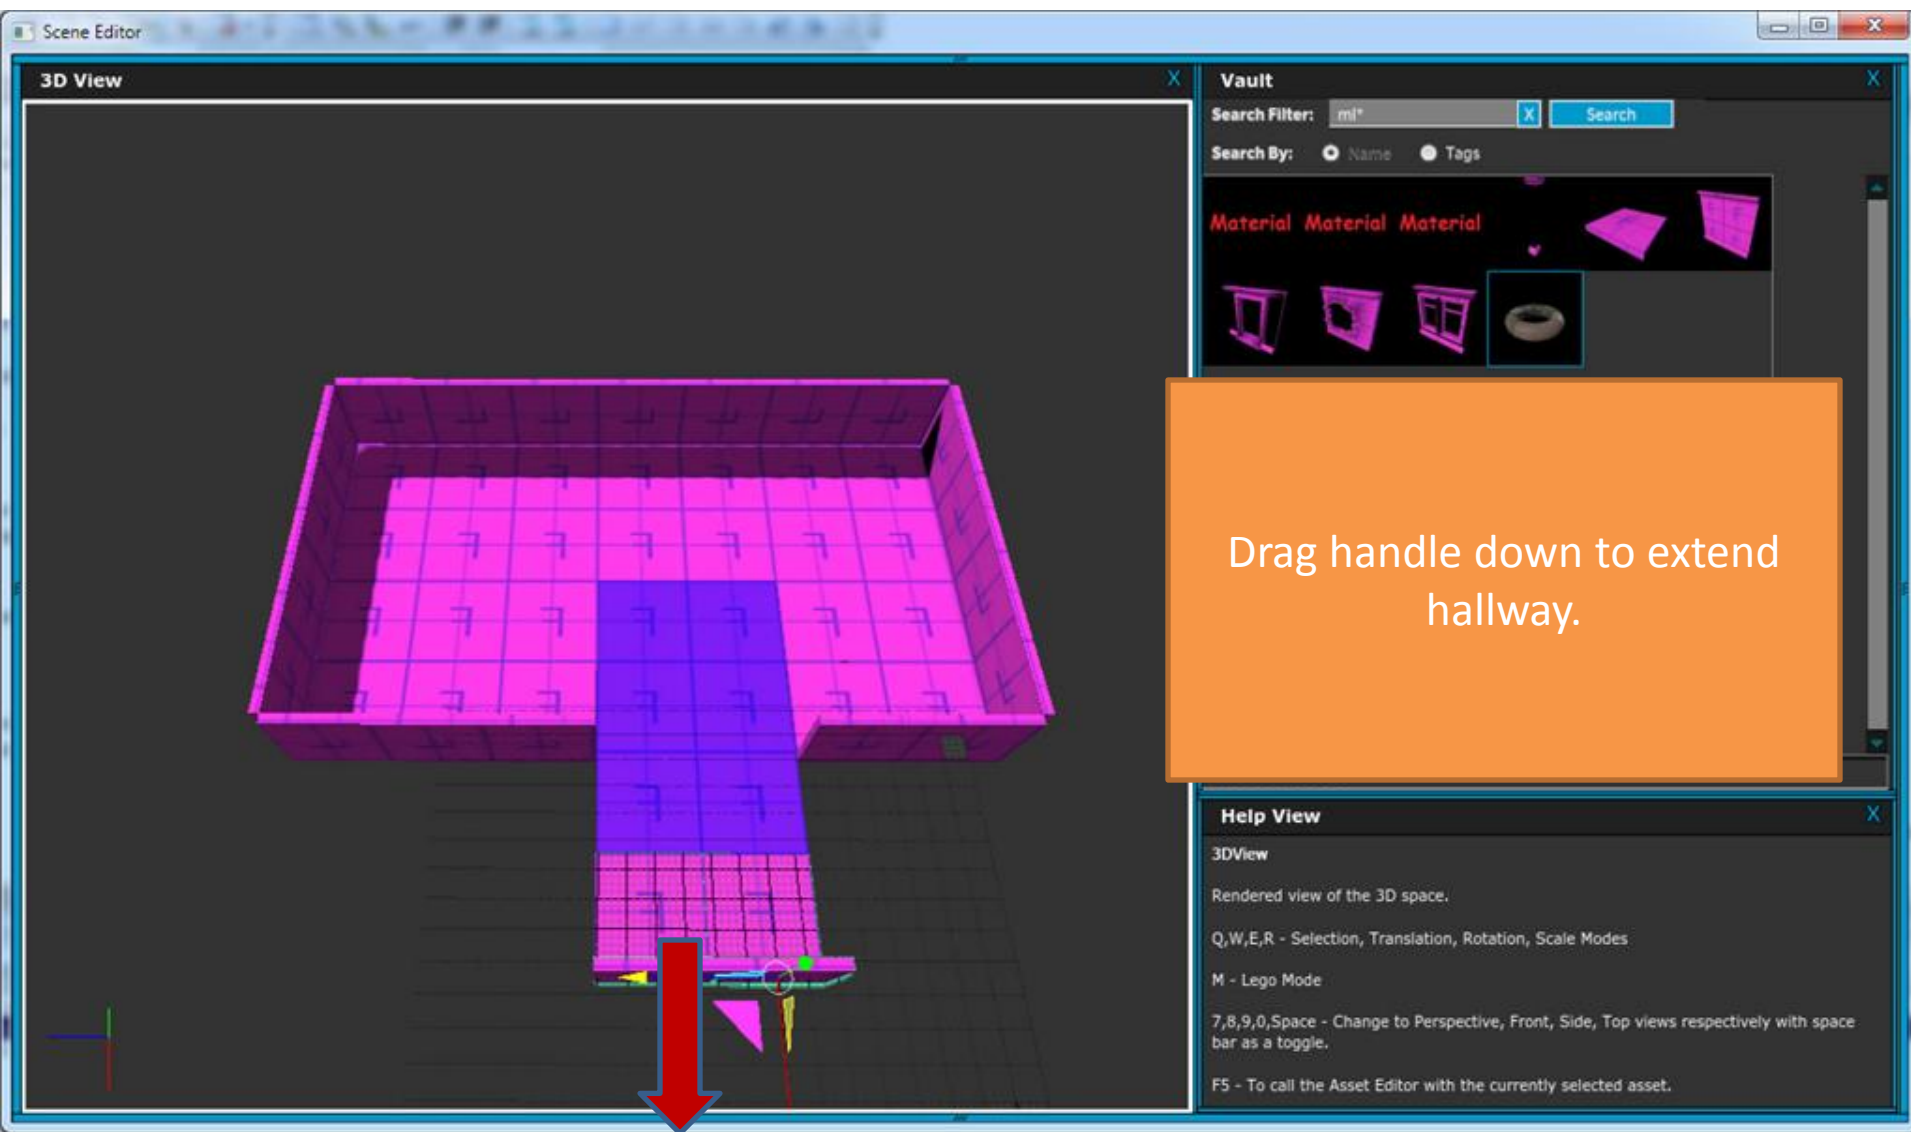 Scene Editor
3D View X
Vault X
Search Filter: ml* X Search
Search By: Name Tags
Material Material Material
Drag handle down to extend
hallway.
Help View X
3DView
Rendered view of the 3D space.
Q,W,E,R - Selection, Translation, Rotation, Scale Modes
M - Lego Mode
7,8,9,0,Space - Change to Perspective, Front, Side, Top views respectively with space
bar as a toggle.
F5 - To call the Asset Editor with the currently selected asset.